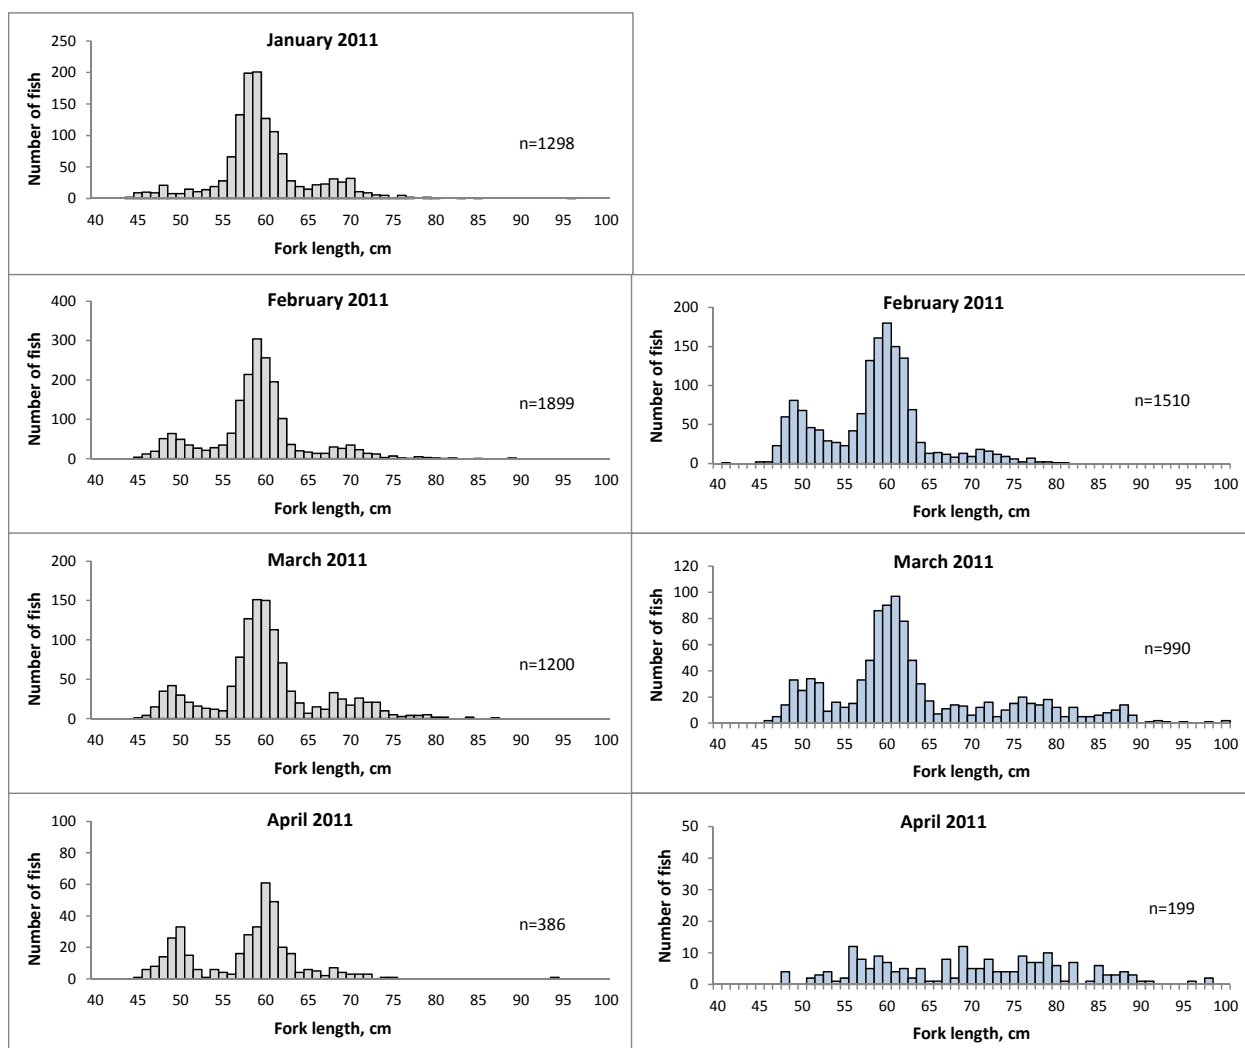 January 2011
Number of fish
250
200
150
100
50
0
n=1298
40 45 50 55 60 65 70 75 80 85 90 95 100
Fork length, cm
February 2011
Number of fish
400
300
200
100
0
n=1899
40 45 50 55 60 65 70 75 80 85 90 95 100
Fork length, cm
February 2011
Number of fish
200
150
100
50
0
n=1510
40 45 50 55 60 65 70 75 80 85 90 95 100
Fork length, cm
March 2011
Number of fish
200
150
100
50
0
n=1200
40 45 50 55 60 65 70 75 80 85 90 95 100
Fork length, cm
March 2011
Number of fish
120
100
80
60
40
20
0
n=990
40 45 50 55 60 65 70 75 80 85 90 95 100
Fork length, cm
April 2011
Number of fish
100
80
60
40
20
0
n=386
40 45 50 55 60 65 70 75 80 85 90 95 100
Fork length, cm
April 2011
Number of fish
50
40
30
20
10
0
n=199
40 45 50 55 60 65 70 75 80 85 90 95 100
Fork length, cm